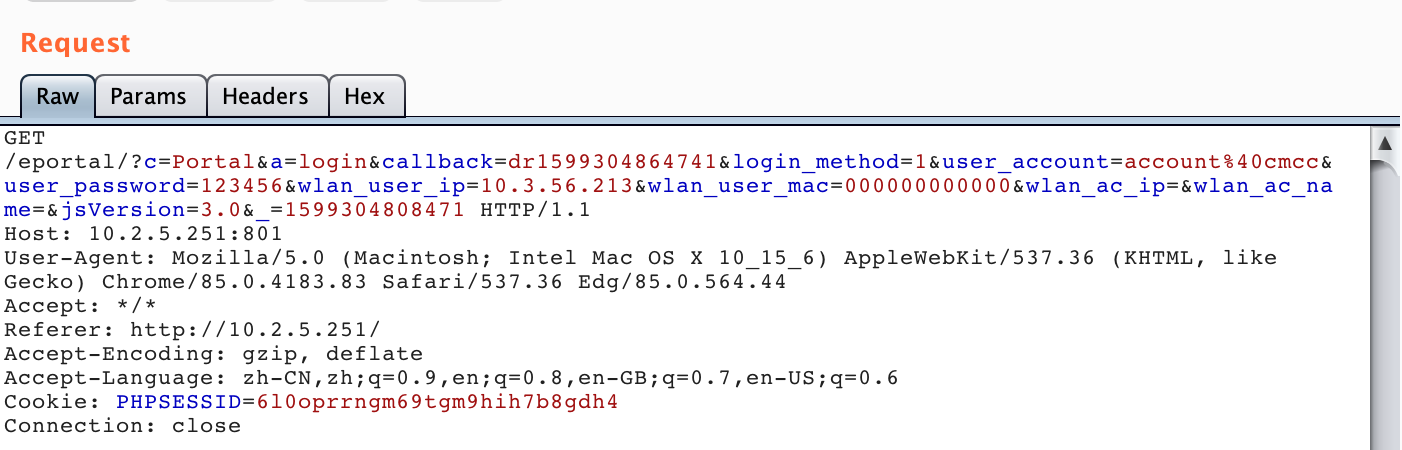 Request
Raw Params Headers Hex
GET
/eportal/?c=Portal&a=login&callback=dr1599304864741&login_method=1&user_account=account%40cmcc&
user_password=123456&wlan_user_ip=10.3.56.213&wlan_user_mac=000000000000&wlan_ac_ip=&wlan_ac_na
me=&jsVersion=3.0&_=1599304808471 HTTP/1.1
Host: 10.2.5.251:801
User-Agent: Mozilla/5.0 (Macintosh; Intel Mac OS X 10_15_6) AppleWebKit/537.36 (KHTML, like
Gecko) Chrome/85.0.4183.83 Safari/537.36 Edg/85.0.564.44
Accept: */*
Referer: http://10.2.5.251/
Accept-Encoding: gzip, deflate
Accept-Language: zh-CN,zh;q=0.9,en;q=0.8,en-GB;q=0.7,en-US;q=0.6
Cookie: PHPSESSID=6l0oprrngm69tgm9hih7b8gdh4
Connection: close